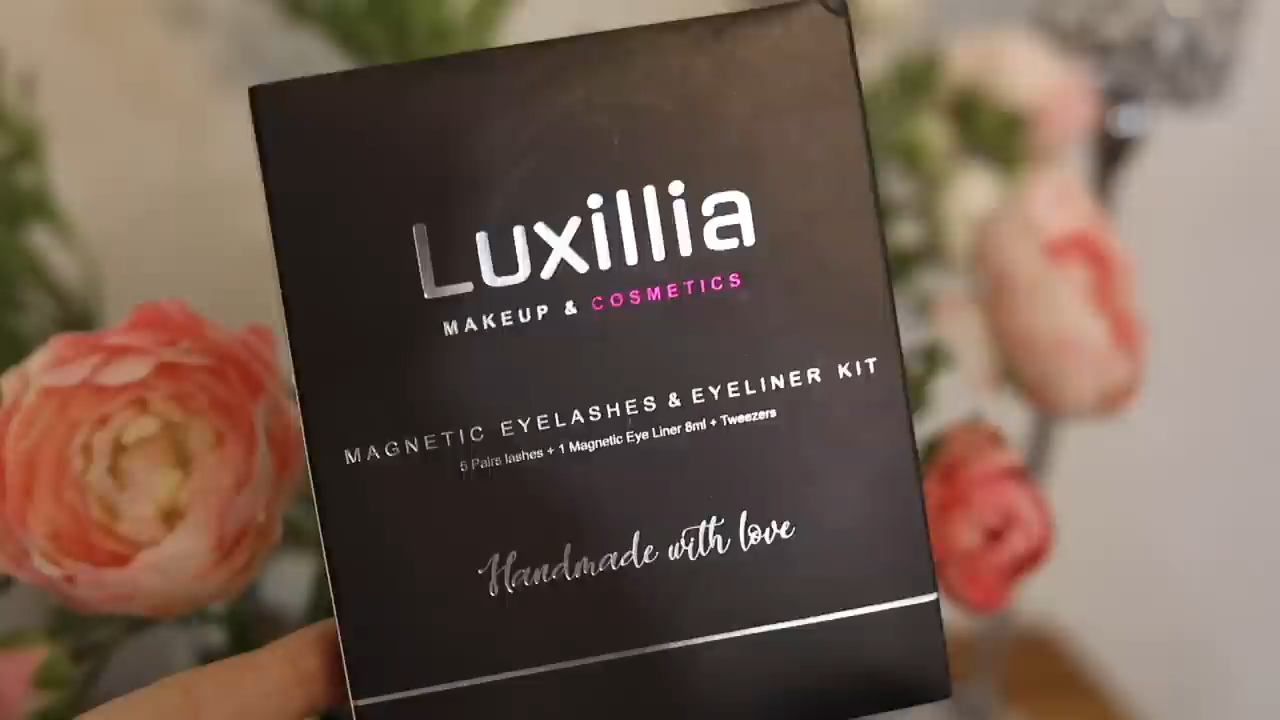 Luxillia
MAKEUP & COSMETICS
MAGNETIC EYELASHES & EYELINER KIT
5 Pairs lashes + 1 Magnetic Eye Liner 8ml + Tweezers
Handmade with love